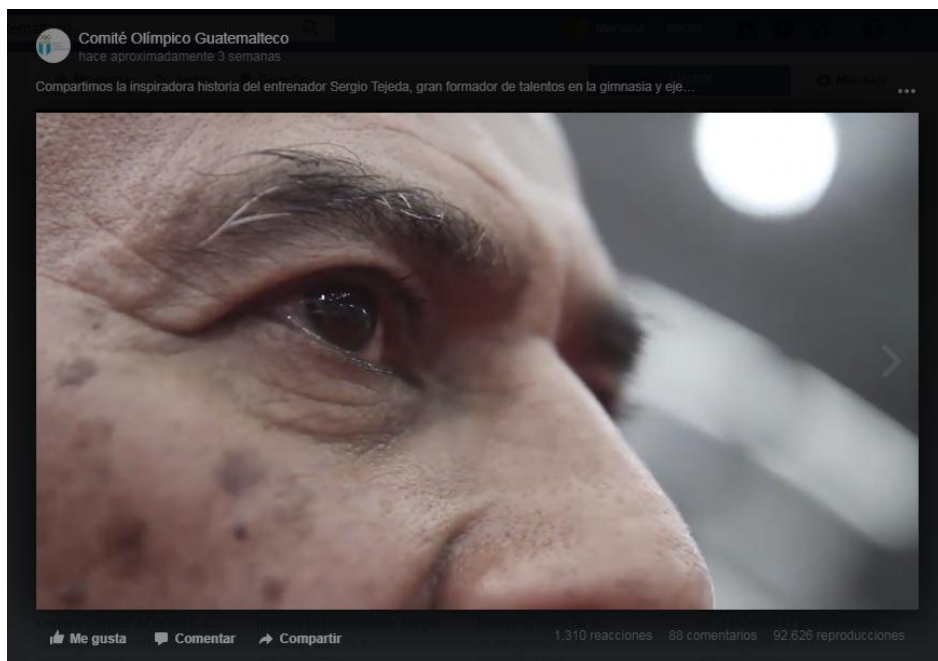 Comité Olímpico Guatemalteco
hace aproximadamente 3 semanas
Compartimos la inspiradora historia del entrenador Sergio Tejeda, gran formador de talentos en la gimnasia y eje…
Me gusta Comentar Compartir 1.310 reacciones 88 comentarios 92,626 reproducciones